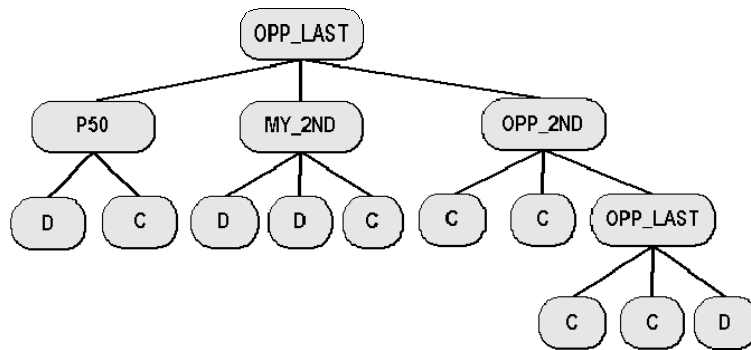 OPP_LAST
P50 MY_2ND OPP_2ND
D C D D C C C OPP_LAST
C C D